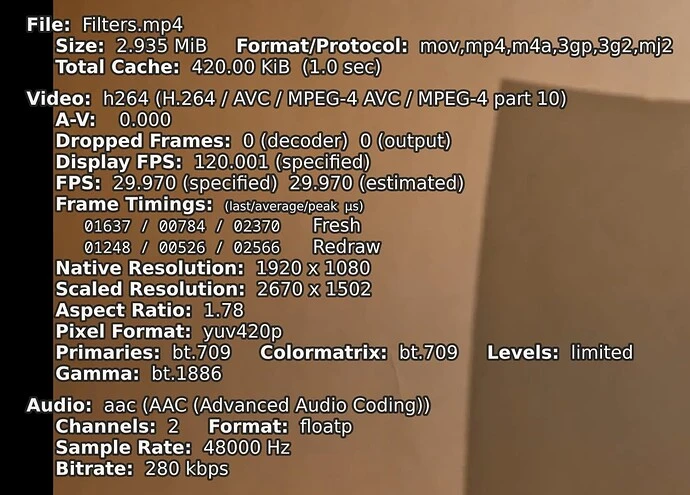 File: Filters.mp4
Size: 2.935 MiB Format/Protocol: mov,mp4,m4a,3gp,3g2,mj2
Total Cache: 420.00 KiB (1.0 sec)
Video: h264 (H.264 / AVC / MPEG-4 AVC / MPEG-4 part 10)
A-V: 0.000
Dropped Frames: 0 (decoder) 0 (output)
Display FPS: 120.001 (specified)
FPS: 29.970 (specified) 29.970 (estimated)
Frame Timings: (last/average/peak μs)
01637 / 00784 / 02370 Fresh
01248 / 00526 / 02566 Redraw
Native Resolution: 1920 x 1080
Scaled Resolution: 2670 x 1502
Aspect Ratio: 1.78
Pixel Format: yuv420p
Primaries: bt.709 Colormatrix: bt.709 Levels: limited
Gamma: bt.1886
Audio: aac (AAC (Advanced Audio Coding))
Channels: 2 Format: floatp
Sample Rate: 48000 Hz
Bitrate: 280 kbps